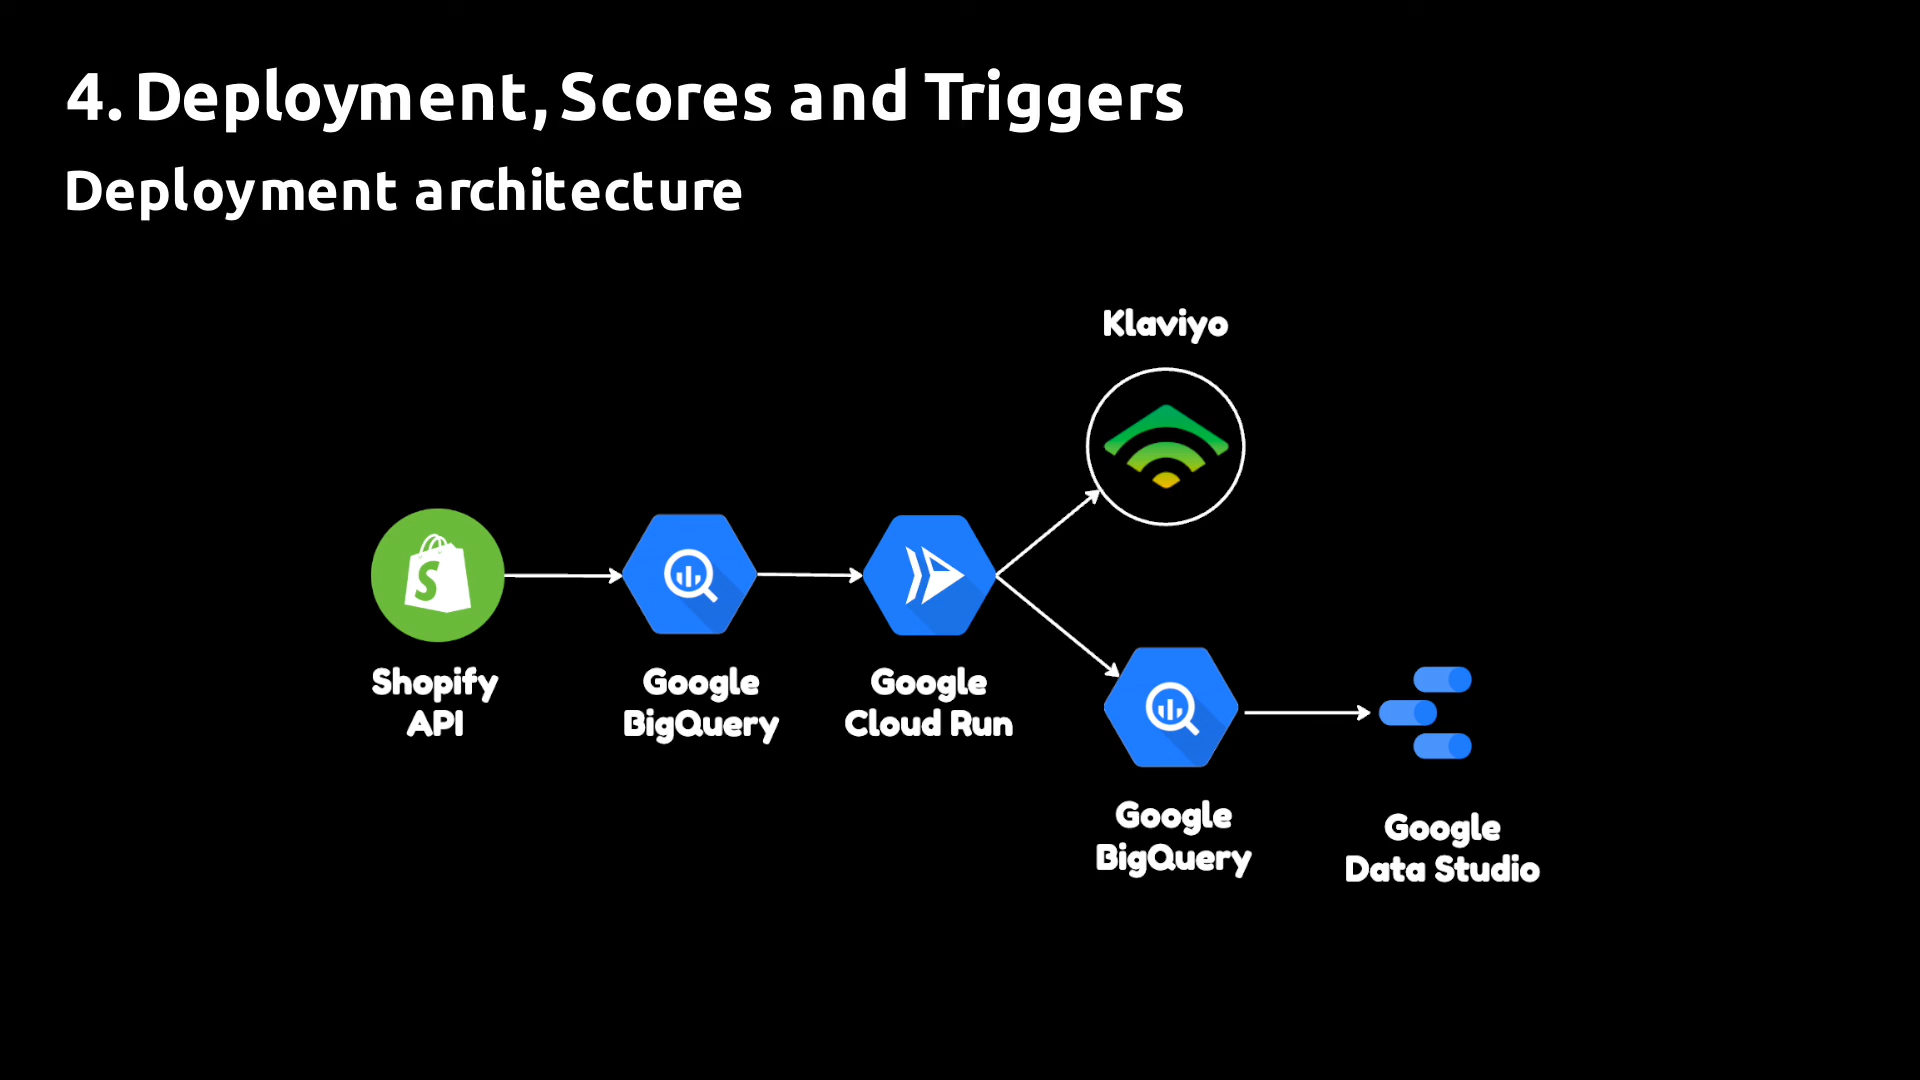 4. Deployment, Scores and Triggers
Deployment architecture
Klaviyo
Shopify
API
Google
BigQuery
Google
Cloud Run
Google
BigQuery
Google
Data Studio